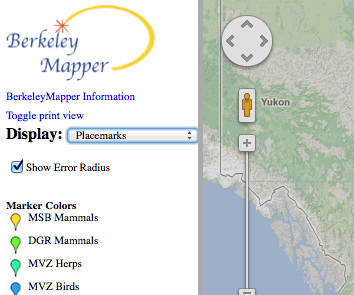 Berkeley
Mapper
BerkeleyMapper Information
Toggle print view
Display: Placemarks
Show Error Radius
Marker Colors
MSB Mammals
DGR Mammals
MVZ Herps
MVZ Birds
Yukon